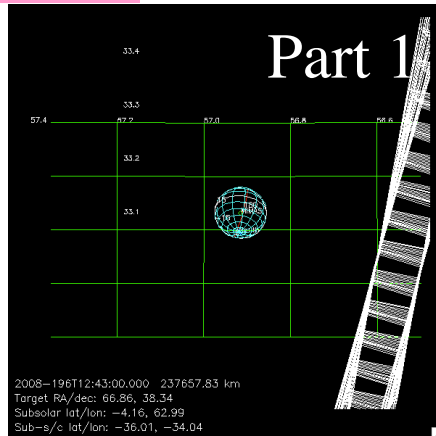 Part 1
33.4
33.3
57.4 57.2 57.0 56.8 56.6
33.2
33.1
2008-196T12:43:00.000 237657.83 km
Target RA/dec: 66.86, 38.34
Subsolar lat/lon: -4.16, 62.99
Sub-s/c lat/lon: -36.01, -34.04